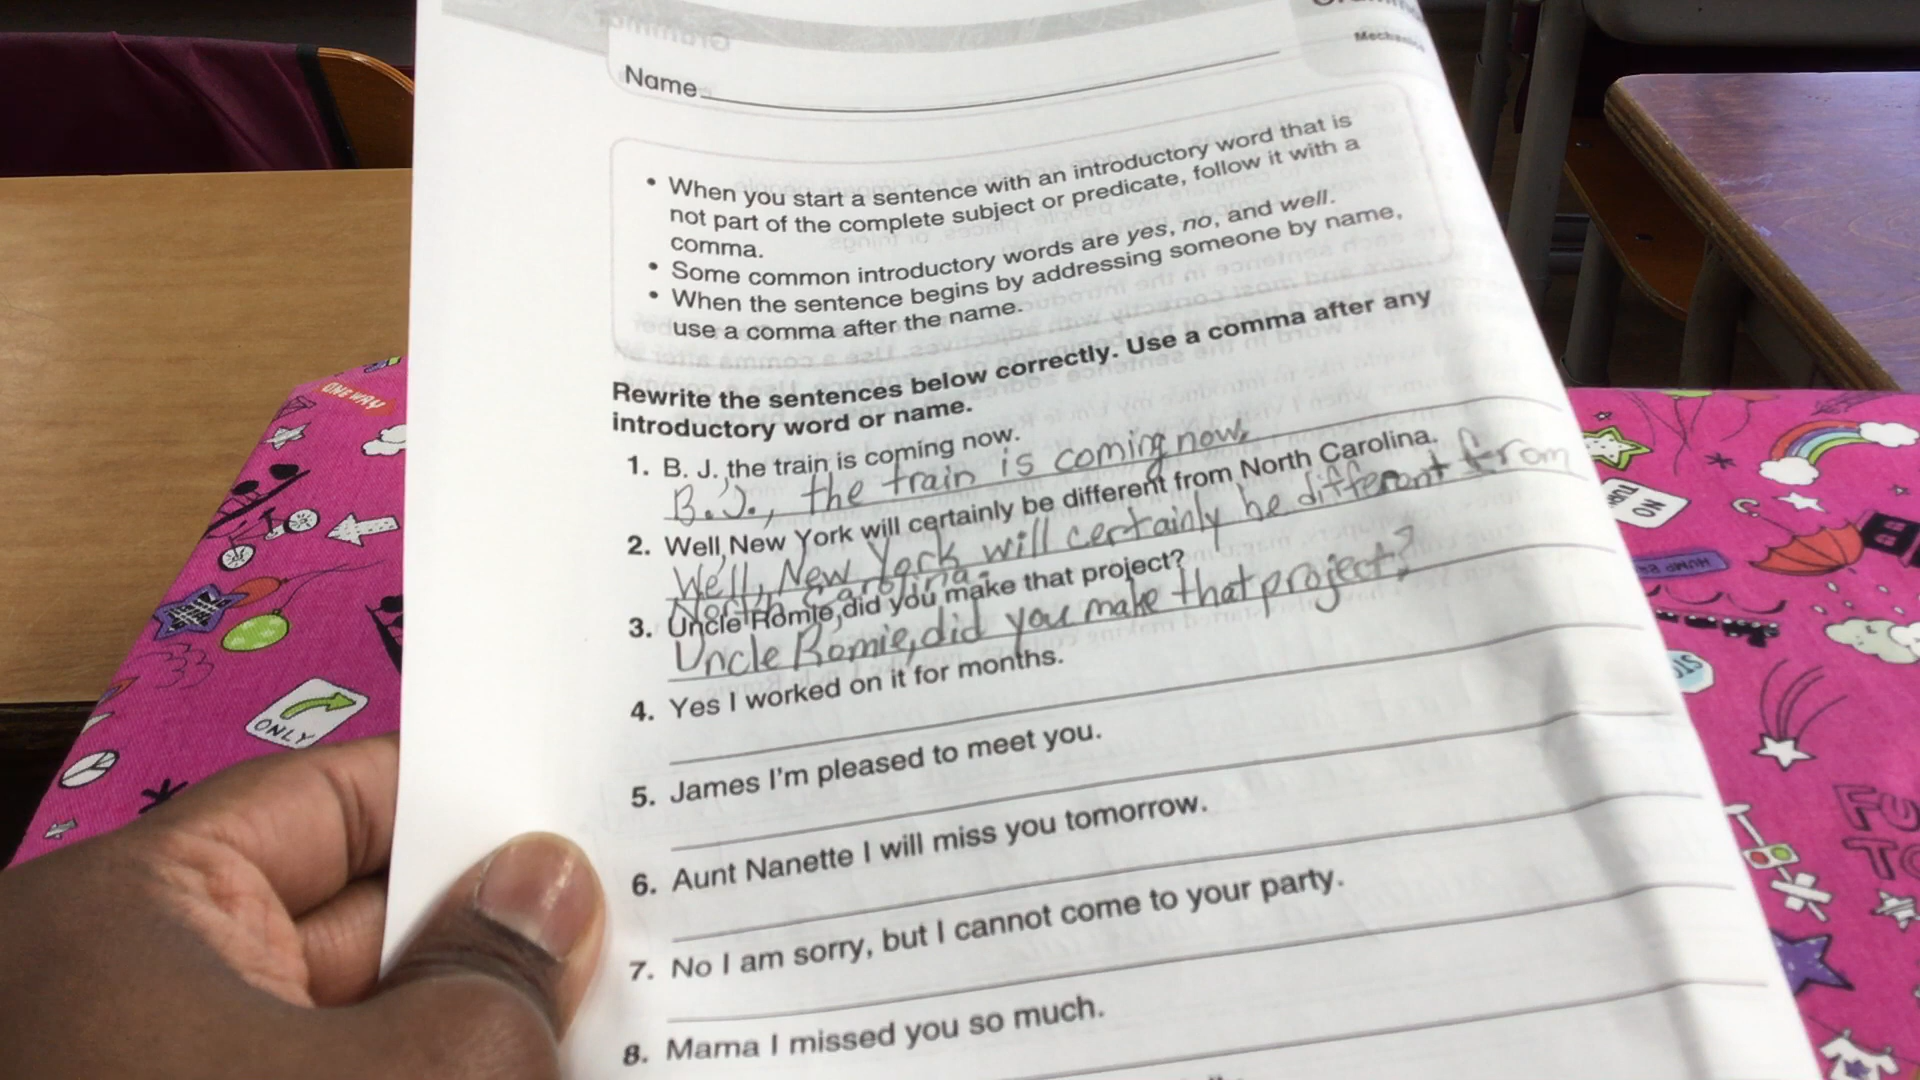 Grammar
Mechanics
Name
• When you start a sentence with an introductory word that is
not part of the complete subject or predicate, follow it with a
comma.
• Some common introductory words are yes, no, and well.
• When the sentence begins by addressing someone by name,
use a comma after the name.
Rewrite the sentences below correctly. Use a comma after any
introductory word or name.
1. B. J., the train is coming now.
B.J., the train is coming now.
2. Well, New York will certainly be different from North Carolina.
Well, New York will certainly be different from
North Carolina.
3. Uncle Romie, did you make that project?
Uncle Romie, did you make that project?
4. Yes I worked on it for months.
5. James I'm pleased to meet you.
6. Aunt Nanette I will miss you tomorrow.
7. No I am sorry, but I cannot come to your party.
8. Mama I missed you so much.
ONE WAY
ONLY
NO
TURN